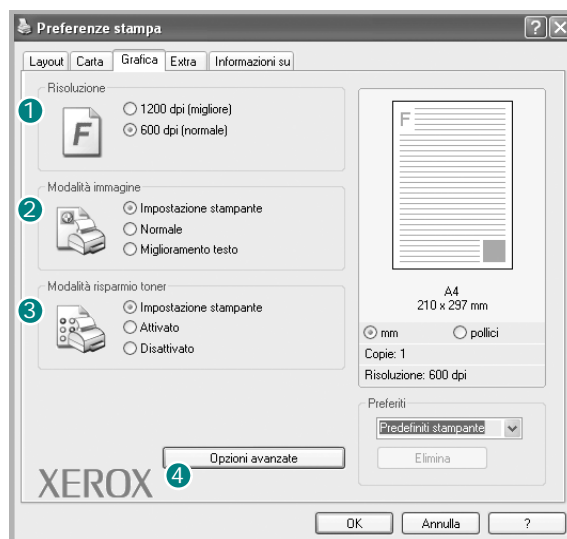 Preferenze stampa
?
X
Layout
Carta
Grafica
Extra
Informazioni su
Risoluzione
1
F
1200 dpi (migliore)
600 dpi (normale)
Modalità immagine
2
Impostazione stampante
Normale
Miglioramento testo
Modalità risparmio toner
3
Impostazione stampante
Attivato
Disattivato
4
Opzioni avanzate
XEROX
F
A4
210 x 297 mm
mm
pollici
Copie: 1
Risoluzione: 600 dpi
Preferiti
Predefiniti stampante
Elimina
OK
Annulla
?